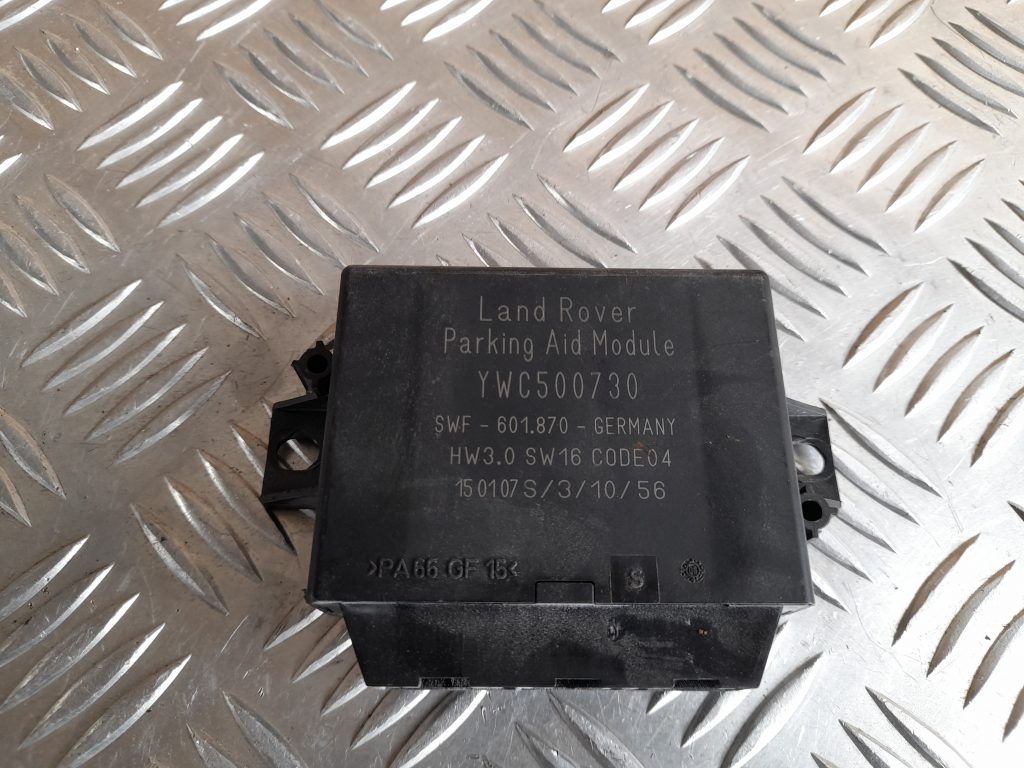 Land Rover
Parking Aid Module
YWC500730
SWF - 601.870 - GERMANY
HW3.0 SW16 CODE04
150107S/3/10/56
>PA66 GF 15<
S